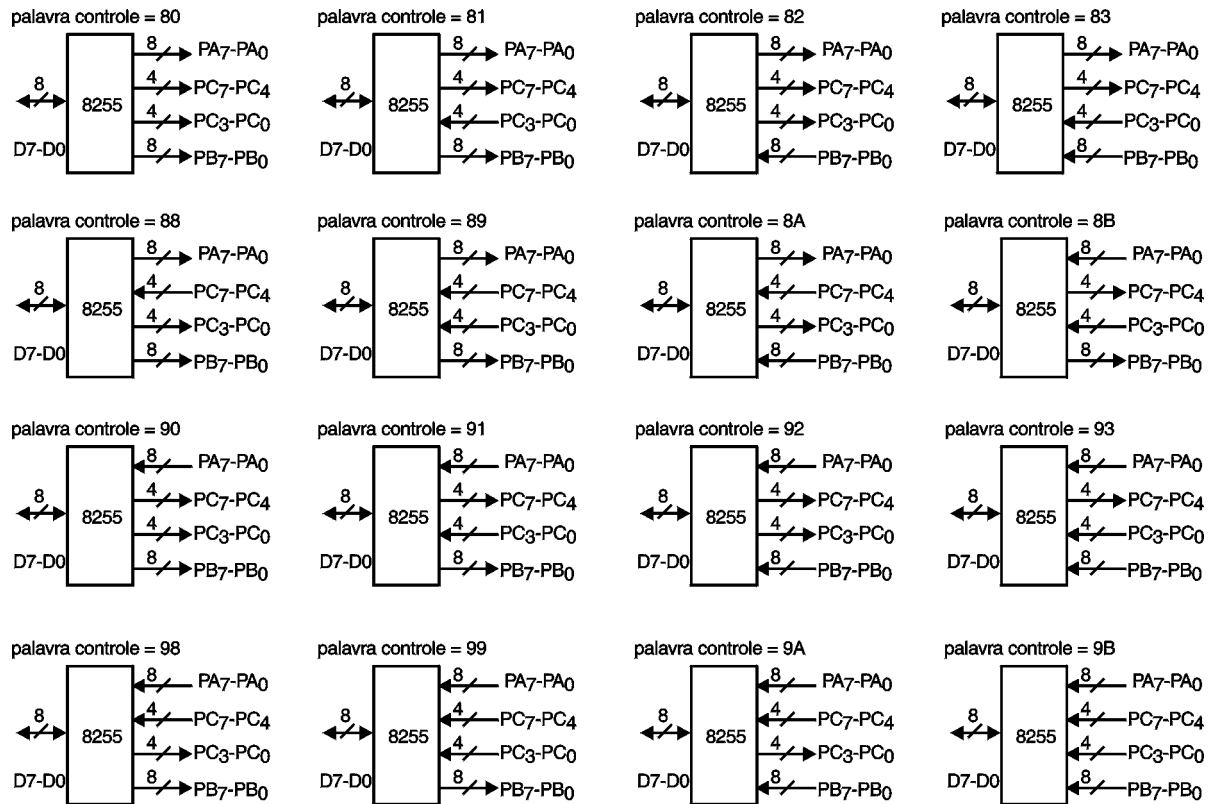 palavra controle = 80
8
PA7-PA0
4
PC7-PC4
8
8255
4
PC3-PC0
D7-D0
8
PB7-PB0
palavra controle = 81
8
PA7-PA0
4
PC7-PC4
8
8255
4
PC3-PC0
D7-D0
8
PB7-PB0
palavra controle = 82
8
PA7-PA0
4
PC7-PC4
8
8255
4
PC3-PC0
D7-D0
8
PB7-PB0
palavra controle = 83
8
PA7-PA0
4
PC7-PC4
8
8255
4
PC3-PC0
D7-D0
8
PB7-PB0
palavra controle = 88
8
PA7-PA0
4
PC7-PC4
8
8255
4
PC3-PC0
D7-D0
8
PB7-PB0
palavra controle = 89
8
PA7-PA0
4
PC7-PC4
8
8255
4
PC3-PC0
D7-D0
8
PB7-PB0
palavra controle = 8A
8
PA7-PA0
4
PC7-PC4
8
8255
4
PC3-PC0
D7-D0
8
PB7-PB0
palavra controle = 8B
8
PA7-PA0
4
PC7-PC4
8
8255
4
PC3-PC0
D7-D0
8
PB7-PB0
palavra controle = 90
8
PA7-PA0
4
PC7-PC4
8
8255
4
PC3-PC0
D7-D0
8
PB7-PB0
palavra controle = 91
8
PA7-PA0
4
PC7-PC4
8
8255
4
PC3-PC0
D7-D0
8
PB7-PB0
palavra controle = 92
8
PA7-PA0
4
PC7-PC4
8
8255
4
PC3-PC0
D7-D0
8
PB7-PB0
palavra controle = 93
8
PA7-PA0
4
PC7-PC4
8
8255
4
PC3-PC0
D7-D0
8
PB7-PB0
palavra controle = 98
8
PA7-PA0
4
PC7-PC4
8
8255
4
PC3-PC0
D7-D0
8
PB7-PB0
palavra controle = 99
8
PA7-PA0
4
PC7-PC4
8
8255
4
PC3-PC0
D7-D0
8
PB7-PB0
palavra controle = 9A
8
PA7-PA0
4
PC7-PC4
8
8255
4
PC3-PC0
D7-D0
8
PB7-PB0
palavra controle = 9B
8
PA7-PA0
4
PC7-PC4
8
8255
4
PC3-PC0
D7-D0
8
PB7-PB0